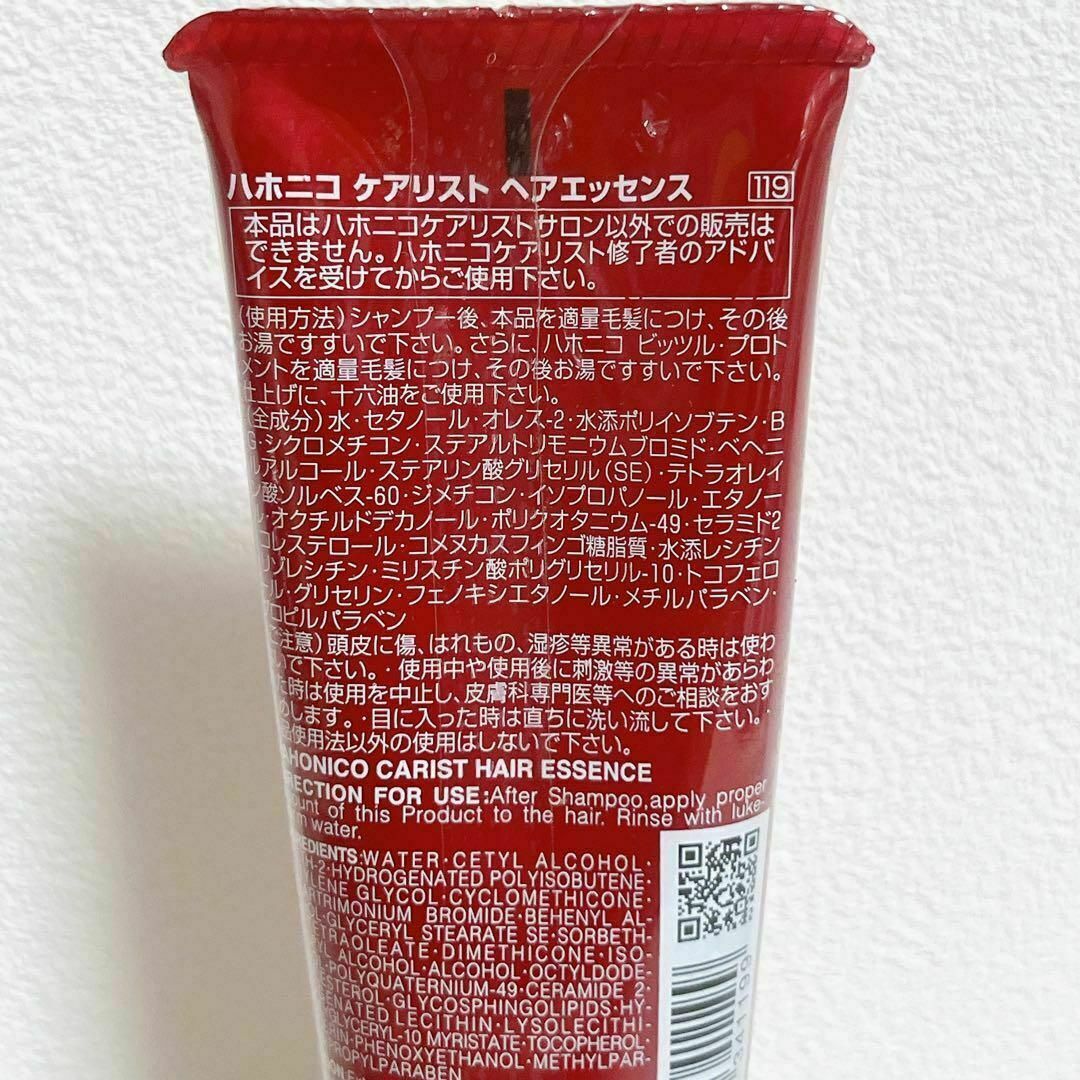 ハホニコ ケアリスト ヘアエッセンス 119
本品はハホニコケアリストサロン以外での販売は
できません。ハホニコケアリスト修了者のアドバ
イスを受けてからご使用下さい。
(使用方法)シャンプー後、本品を適量毛髪につけ、その後
お湯ですすいで下さい。さらに、ハホニコ ビッツル・プロト
メントを適量毛髪につけ、その後お湯ですすいで下さい。
仕上げに、十六油をご使用下さい。
(全成分)水・セタノール・オレス-2・水添ポリイソブテン・B
G・シクロメチコン・ステアルトリモニウムブロミド・ベヘニ
ルアルコール・ステアリン酸グリセリル(SE)・テトラオレイ
ン酸ソルベス-60・ジメチコン・イソプロパノール・エタノー
ル・オクチルドデカノール・ポリクオタニウム-49・セラミド2
コレステロール・コメヌカスフィンゴ糖脂質・水添レシチン
リゾレシチン・ミリスチン酸ポリグリセリル-10・トコフェロ
ール・グリセリン・フェノキシエタノール・メチルパラベン・
プロピルパラベン
ご注意)頭皮に傷、はれもの、湿疹等異常がある時は使わ
いで下さい。・使用中や使用後に刺激等の異常があらわ
た時は使用を中止し、皮膚科専門医等へのご相談をおす
めします。・目に入った時は直ちに洗い流して下さい。・
使用法以外の使用はしないで下さい。
AHONICO CARIST HAIR ESSENCE
RECTION FOR USE:After Shampoo,apply proper
ount of this Product to the hair. Rinse with luke-
m water.
REDIENTS:WATER・CETYL ALCOHOL・
H-2・HYDROGENATED POLYISOBUTENE・
LENE GLYCOL・CYCLOMETHICONE・
RTRIMONIUM BROMIDE・BEHENYL AL-
OL・GLYCERYL STEARATE SE・SORBETH-
TRAOLEATE・DIMETHICONE・ISO-
YL ALCOHOL・ALCOHOL・OCTYLDODE-
POLYQUATERNIUM-49・CERAMIDE 2・
ESTEROL・GLYCOSPHINGOLIPIDS・HY-
ENATED LECITHIN・LYSOLECITHI-
GLYCERYL-10 MYRISTATE・TOCOPHEROL・
RIN・PHENOXYETHANOL・METHYLPAR-
ROPYLPARABEN